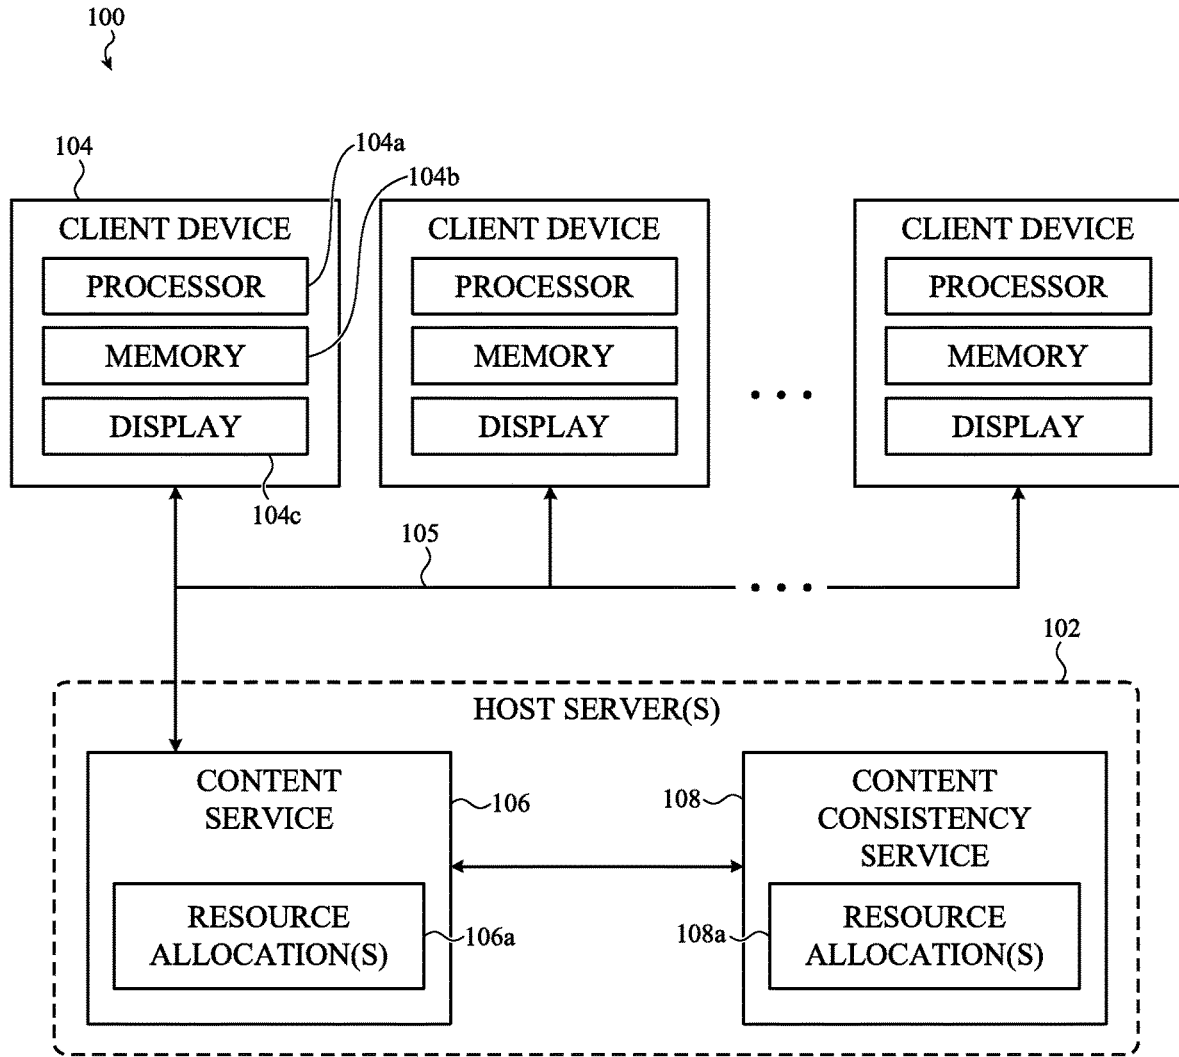 100
104
104a
104b
CLIENT DEVICE
PROCESSOR
MEMORY
DISPLAY
104c
CLIENT DEVICE
PROCESSOR
MEMORY
DISPLAY
CLIENT DEVICE
PROCESSOR
MEMORY
DISPLAY
105
102
HOST SERVER(S)
CONTENT
SERVICE
106
RESOURCE
ALLOCATION(S)
106a
108
CONTENT
CONSISTENCY
SERVICE
108a
RESOURCE
ALLOCATION(S)